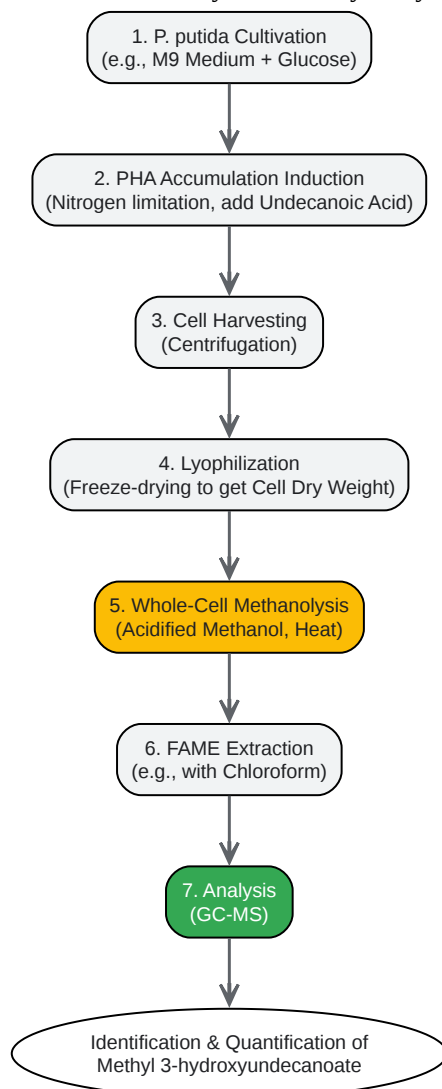 1. P. putida Cultivation
(e.g., M9 Medium + Glucose)
2. PHA Accumulation Induction
(Nitrogen limitation, add Undecanoic Acid)
3. Cell Harvesting
(Centrifugation)
4. Lyophilization
(Freeze-drying to get Cell Dry Weight)
5. Whole-Cell Methanolysis
(Acidified Methanol, Heat)
6. FAME Extraction
(e.g., with Chloroform)
7. Analysis
(GC-MS)
Identification & Quantification of
Methyl 3-hydroxyundecanoate